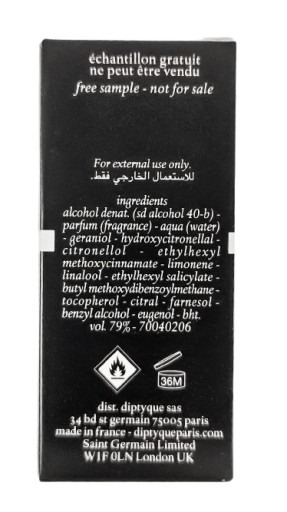 échantillon gratuit
ne peut être vendu
free sample - not for sale
For external use only.
للاستعمال الخارجي فقط.
ingredients
alcohol denat. (sd alcohol 40-b) -
parfum (fragrance) - aqua (water)
- geraniol - hydroxycitronellal -
citronellol - ethylhexyl
methoxycinnamate - limonene -
linalool - ethylhexyl salicylate -
butyl methoxydibenzoylmethane -
tocopherol - citral - farnesol -
benzyl alcohol - eugenol - bht.
vol. 79% - 70040206
36M
dist. diptyque sas
34 bd st germain 75005 paris
made in france - diptyqueparis.com
Saint Germain Limited
W1F 0LN London UK